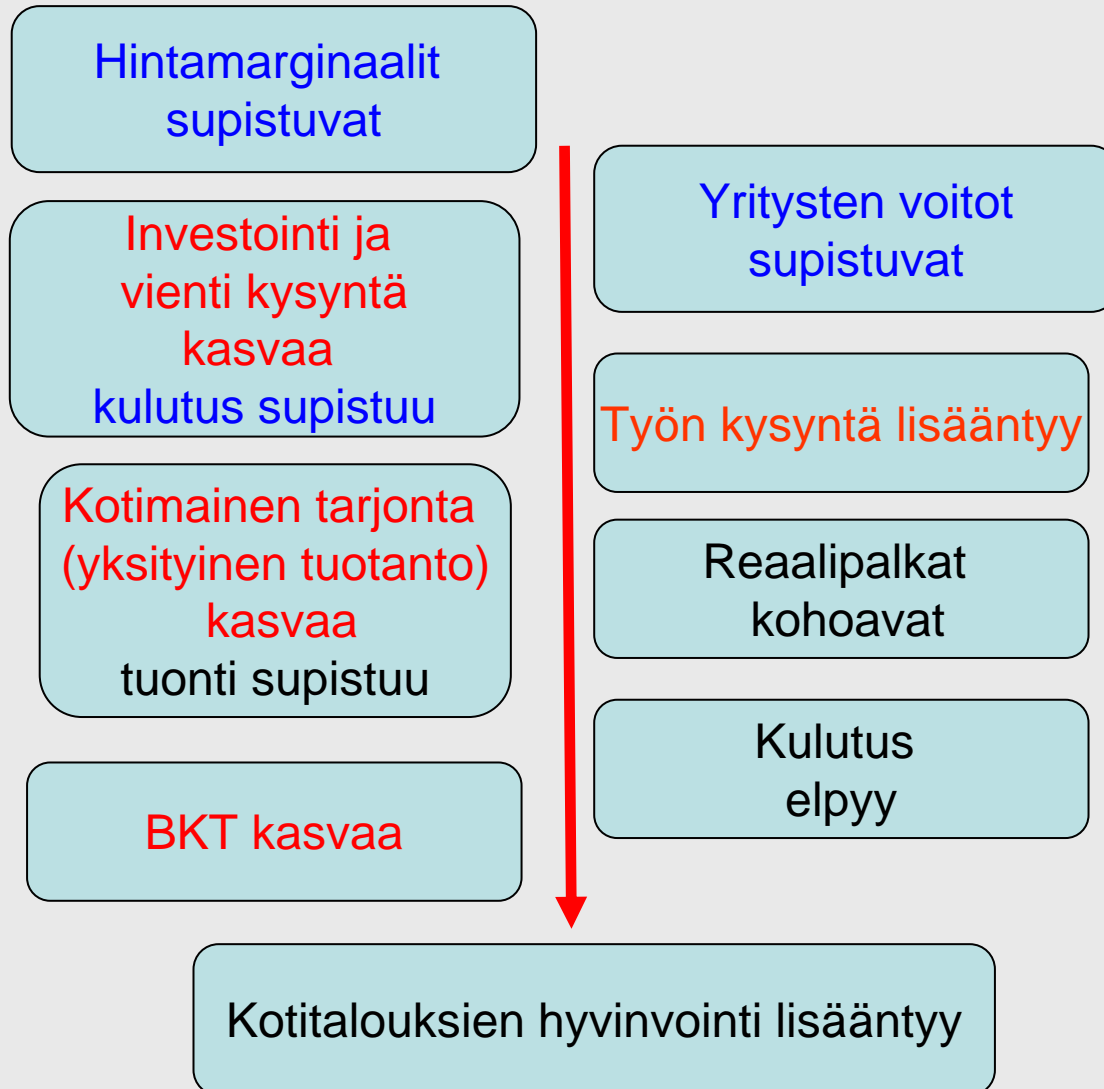 Hintamarginaalit
supistuvat
Yritysten voitot
supistuvat
Investointi ja
vienti kysyntä
kasvaa
kulutus supistuu
Työn kysyntä lisääntyy
Kotimainen tarjonta
(yksityinen tuotanto)
kasvaa
tuonti supistuu
Reaalipalkat
kohoavat
Kulutus
elpyy
BKT kasvaa
Kotitalouksien hyvinvointi lisääntyy